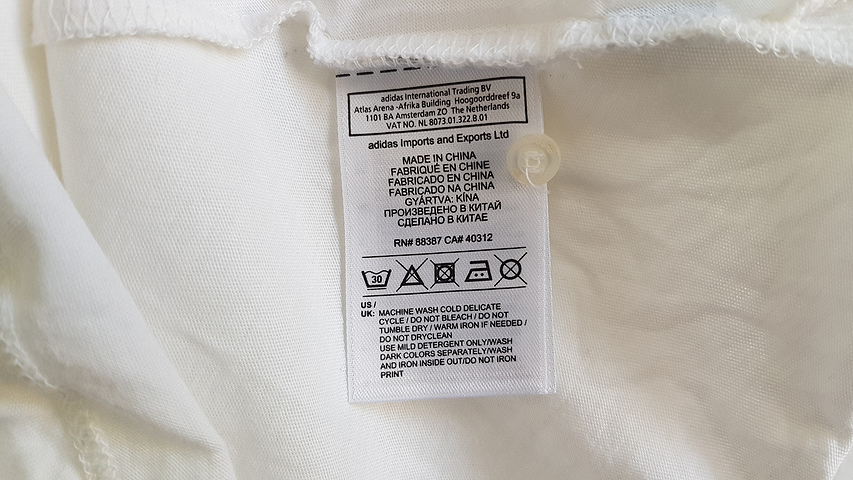 adidas International Trading BV
Atlas Arena -Afrika Building Hoogoorddreef 9a
1101 BA Amsterdam ZO The Netherlands
VAT NO. NL 8073.01.322.B.01
adidas Imports and Exports Ltd
MADE IN CHINA
FABRIQUÉ EN CHINE
FABRICADO EN CHINA
FABRICADO NA CHINA
GYÁRTVA: KÍNA
ПРОИЗВЕДЕНО В КИТАЙ
СДЕЛАНО В КИТАЕ
RN# 88387 CA# 40312
30
US /
UK: MACHINE WASH COLD DELICATE
CYCLE / DO NOT BLEACH / DO NOT
TUMBLE DRY / WARM IRON IF NEEDED /
DO NOT DRYCLEAN
USE MILD DETERGENT ONLY/WASH
DARK COLORS SEPARATELY/WASH
AND IRON INSIDE OUT/DO NOT IRON
PRINT